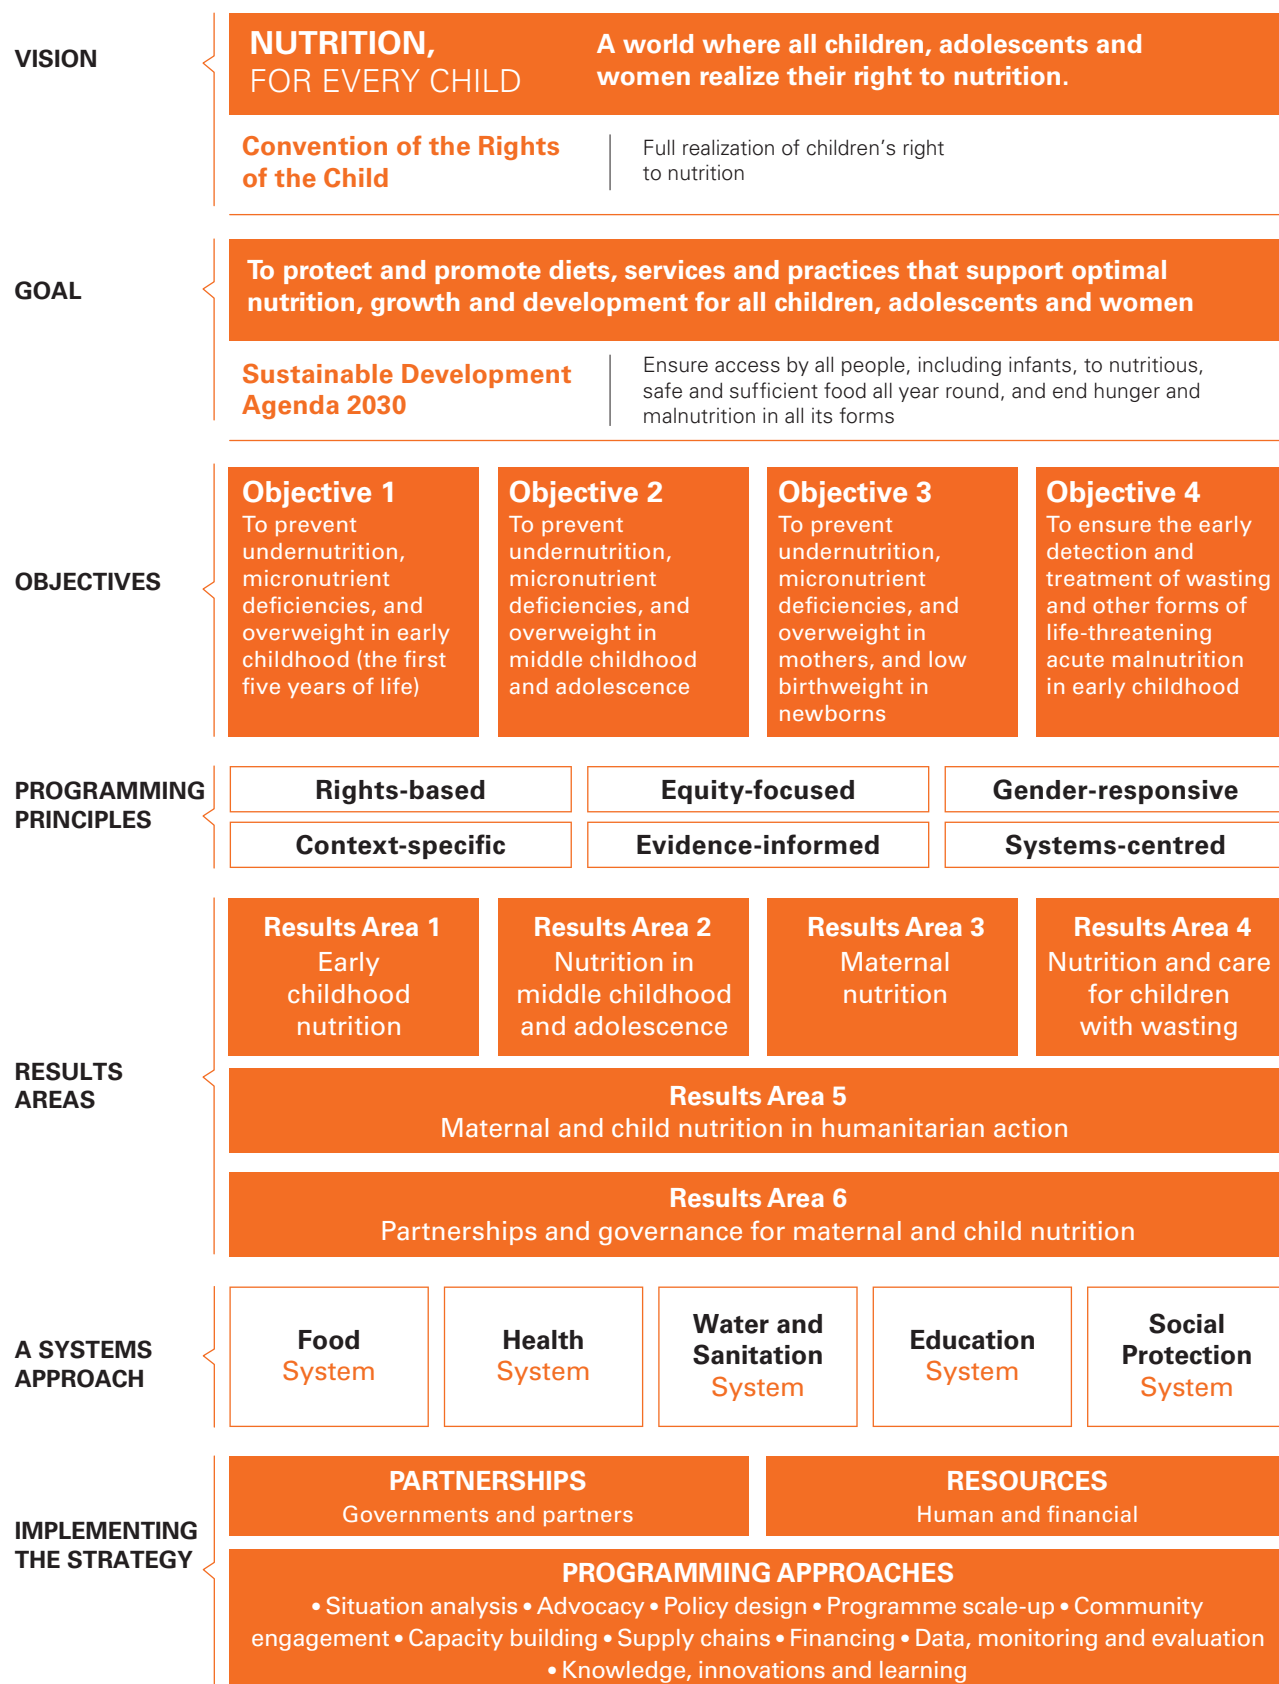 VISION
NUTRITION,
FOR EVERY CHILD
A world where all children, adolescents and
women realize their right to nutrition.
Convention of the Rights
of the Child
Full realization of children’s right
to nutrition
GOAL
To protect and promote diets, services and practices that support optimal
nutrition, growth and development for all children, adolescents and women
Sustainable Development
Agenda 2030
Ensure access by all people, including infants, to nutritious,
safe and sufficient food all year round, and end hunger and
malnutrition in all its forms
OBJECTIVES
Objective 1
To prevent
undernutrition,
micronutrient
deficiencies, and
overweight in early
childhood (the first
five years of life)
Objective 2
To prevent
undernutrition,
micronutrient
deficiencies, and
overweight in
middle childhood
and adolescence
Objective 3
To prevent
undernutrition,
micronutrient
deficiencies, and
overweight in
mothers, and low
birthweight in
newborns
Objective 4
To ensure the early
detection and
treatment of wasting
and other forms of
life-threatening
acute malnutrition
in early childhood
PROGRAMMING
PRINCIPLES
Rights-based
Equity-focused
Gender-responsive
Context-specific
Evidence-informed
Systems-centred
RESULTS
AREAS
Results Area 1
Early
childhood
nutrition
Results Area 2
Nutrition in
middle childhood
and adolescence
Results Area 3
Maternal
nutrition
Results Area 4
Nutrition and care
for children
with wasting
Results Area 5
Maternal and child nutrition in humanitarian action
Results Area 6
Partnerships and governance for maternal and child nutrition
A SYSTEMS
APPROACH
Food
System
Health
System
Water and
Sanitation
System
Education
System
Social
Protection
System
IMPLEMENTING
THE STRATEGY
PARTNERSHIPS
Governments and partners
RESOURCES
Human and financial
PROGRAMMING APPROACHES
• Situation analysis • Advocacy • Policy design • Programme scale-up • Community
engagement • Capacity building • Supply chains • Financing • Data, monitoring and evaluation
• Knowledge, innovations and learning